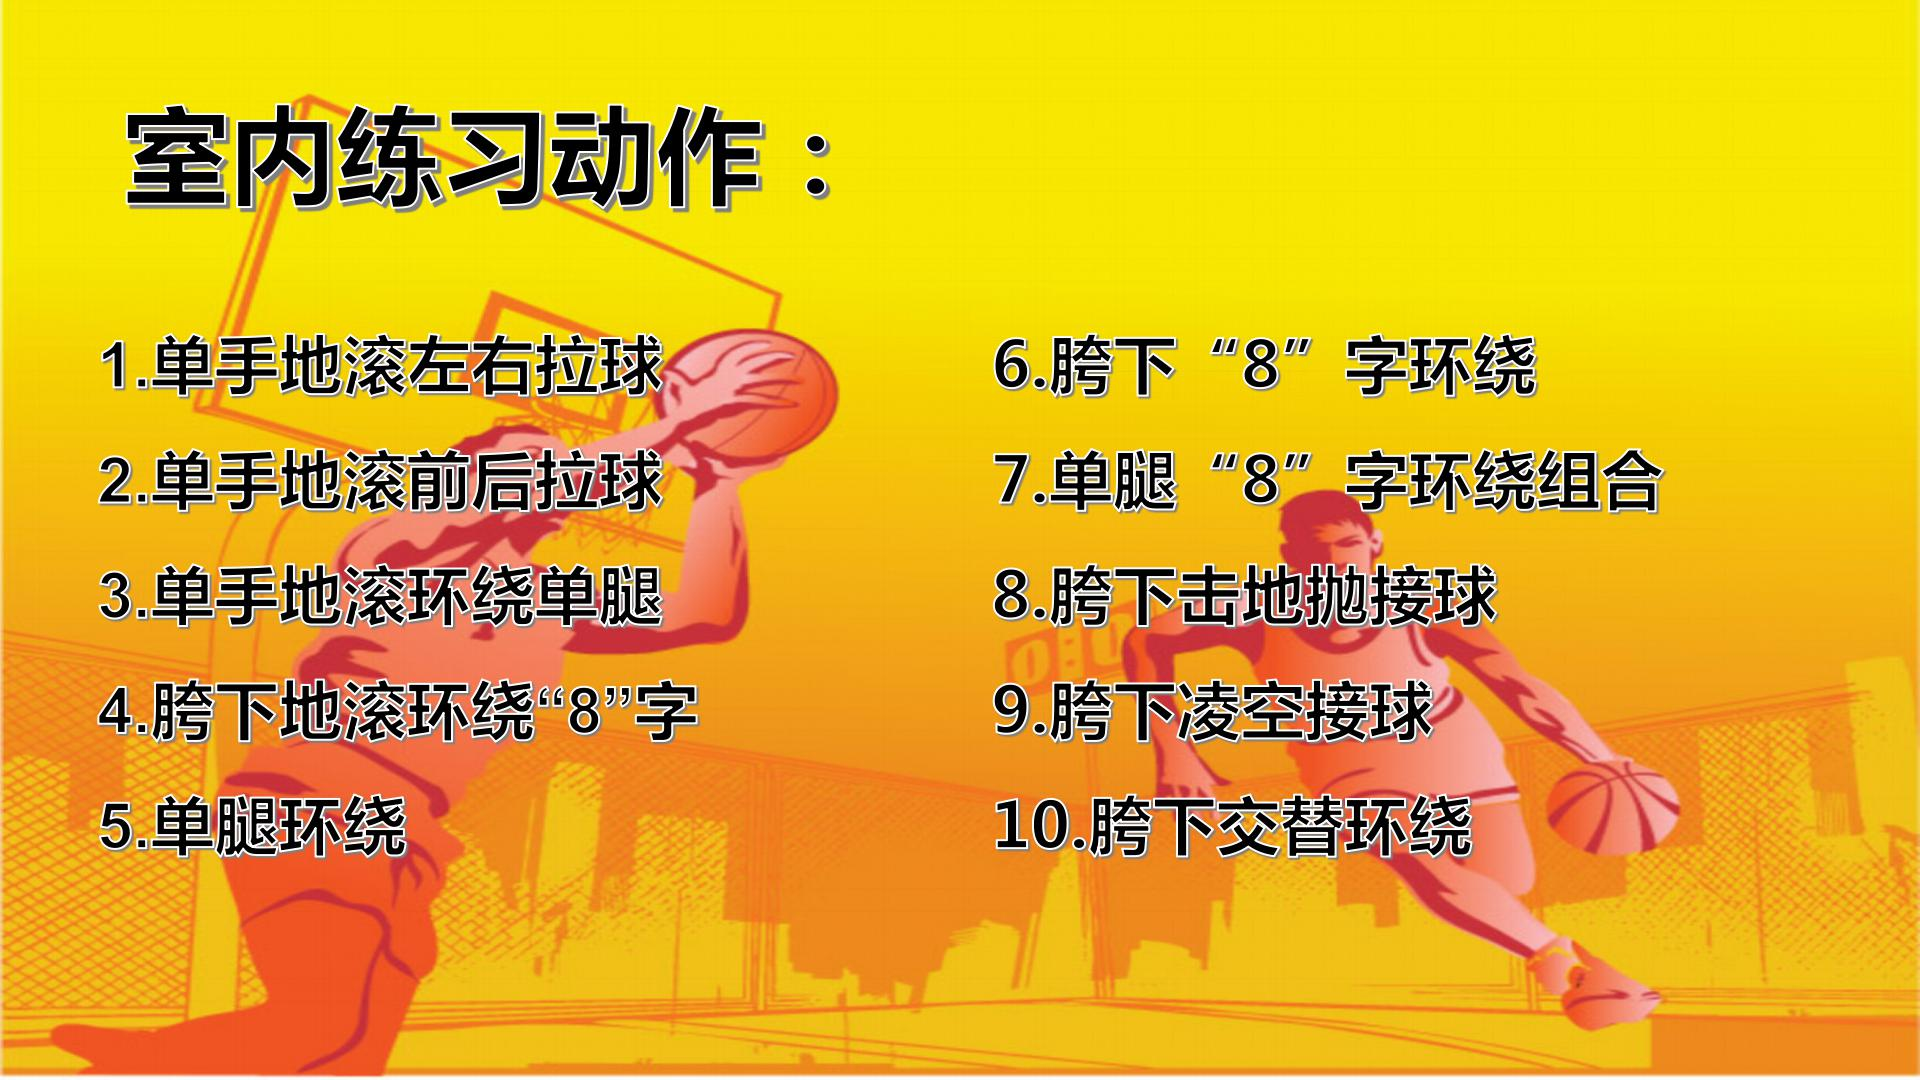 室内练习动作：
1.单手地滚左右拉球
2.单手地滚前后拉球
3.单手地滚环绕单腿
4.胯下地滚环绕“8”字
5.单腿环绕
6.胯下“8”字环绕
7.单腿“8”字环绕组合
8.胯下击地抛接球
9.胯下凌空接球
10.胯下交替环绕